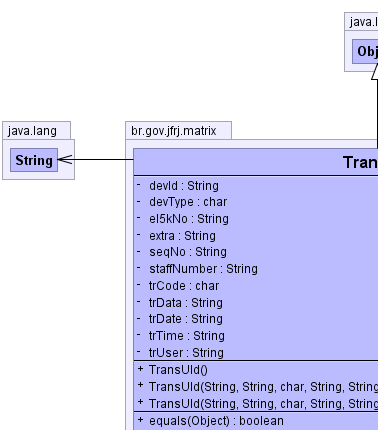 java.l
Obj
java.lang
String
br.gov.jfrj.matrix
Tran
- devId : String
- devType : char
- el5kNo : String
- extra : String
- seqNo : String
- staffNumber : String
- trCode : char
- trData : String
- trDate : String
- trTime : String
- trUser : String
+ TransUId()
+ TransUId(String, String, char, String, Strin
+ TransUId(String, String, char, String, String
+ equals(Object) : boolean